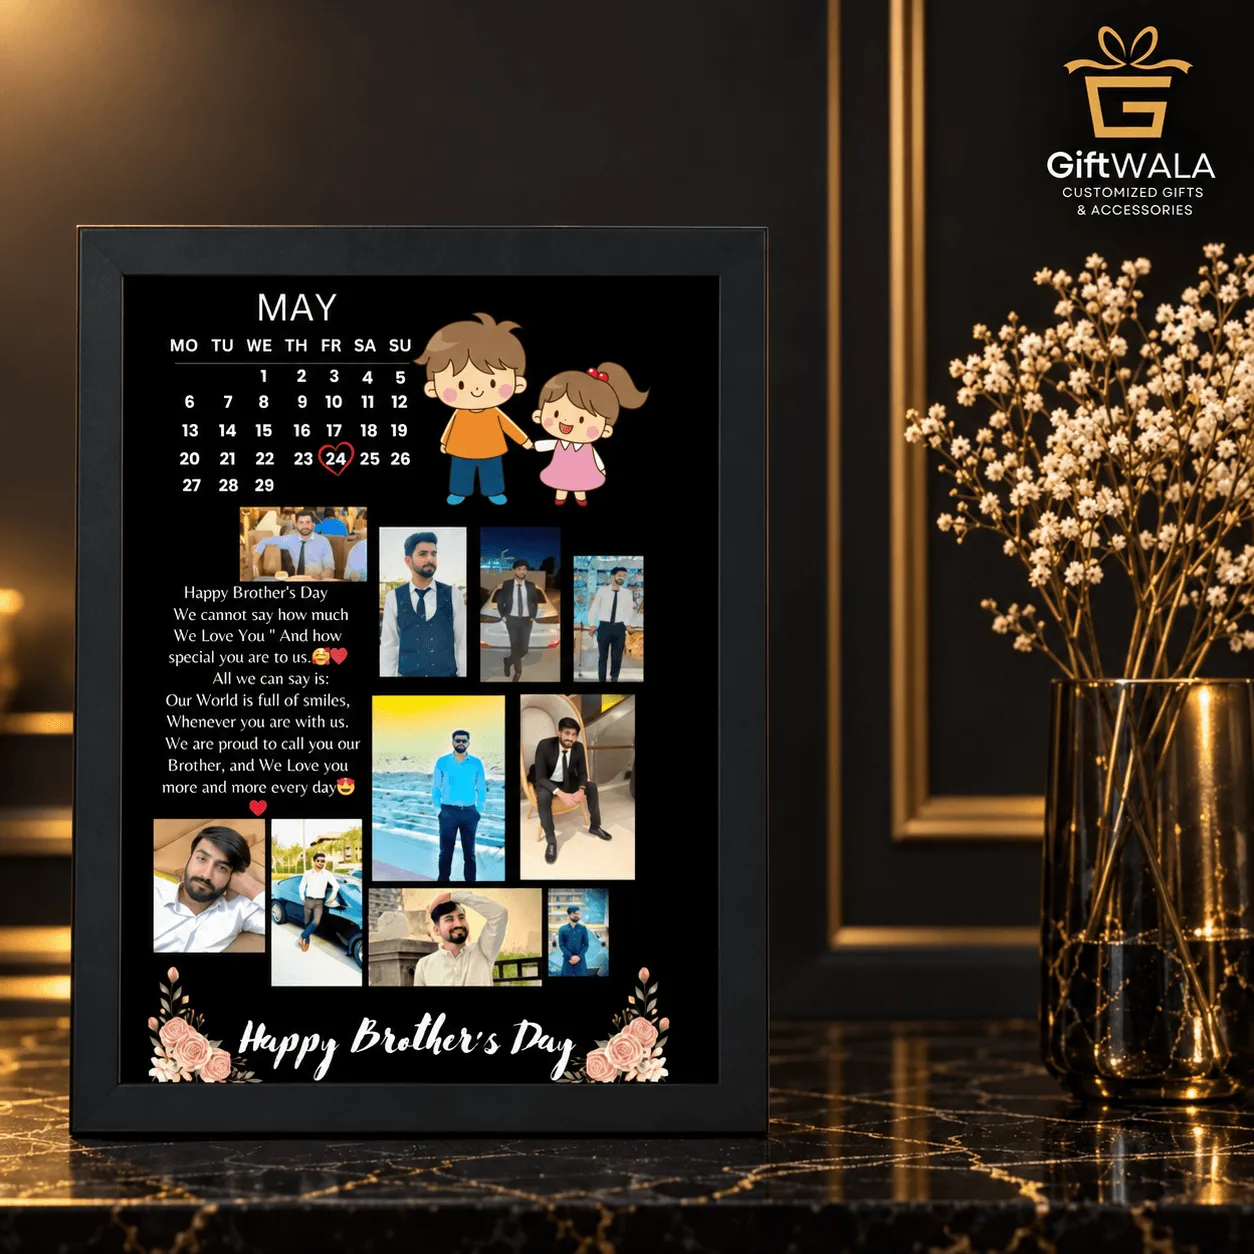 GiftWALA
CUSTOMIZED GIFTS
& ACCESSORIES
MAY
MO TU WE TH FR SA SU
1 2 3 4 5
6 7 8 9 10 11 12
13 14 15 16 17 18 19
20 21 22 23 24 25 26
27 28 29
Happy Brother's Day
We cannot say how much
We Love You " And how
special you are to us.🥰❤️
All we can say is:
Our World is full of smiles,
Whenever you are with us.
We are proud to call you our
Brother, and We Love you
more and more every day😍
❤️
Happy Brother's Day